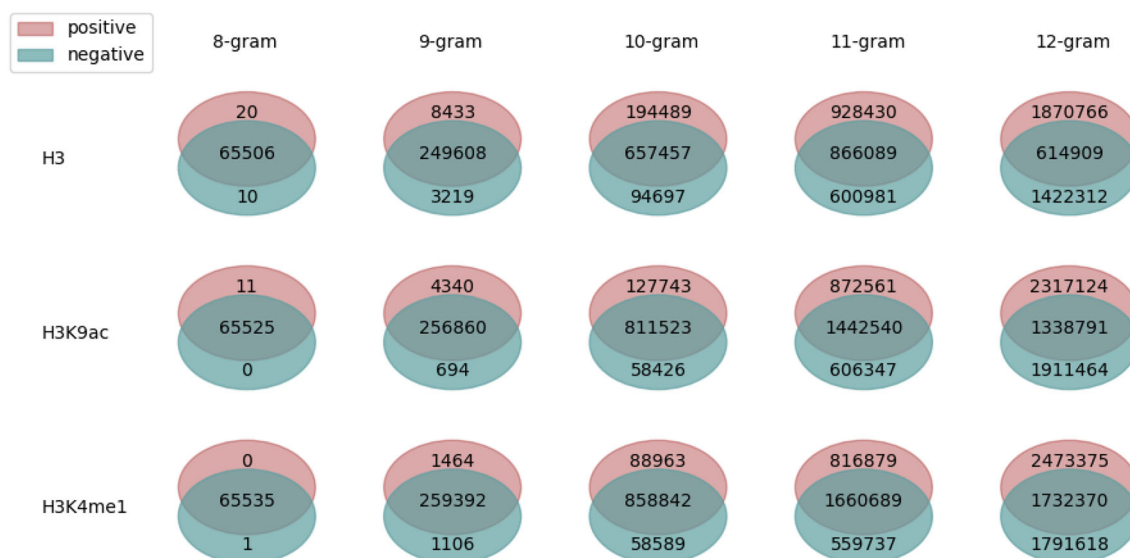 positive
negative
8-gram 9-gram 10-gram 11-gram 12-gram
20 8433 194489 928430 1870766
H3 65506 249608 657457 866089 614909
10 3219 94697 600981 1422312
11 4340 127743 872561 2317124
H3K9ac 65525 256860 811523 1442540 1338791
0 694 58426 606347 1911464
0 1464 88963 816879 2473375
H3K4me1 65535 259392 858842 1660689 1732370
1 1106 58589 559737 1791618